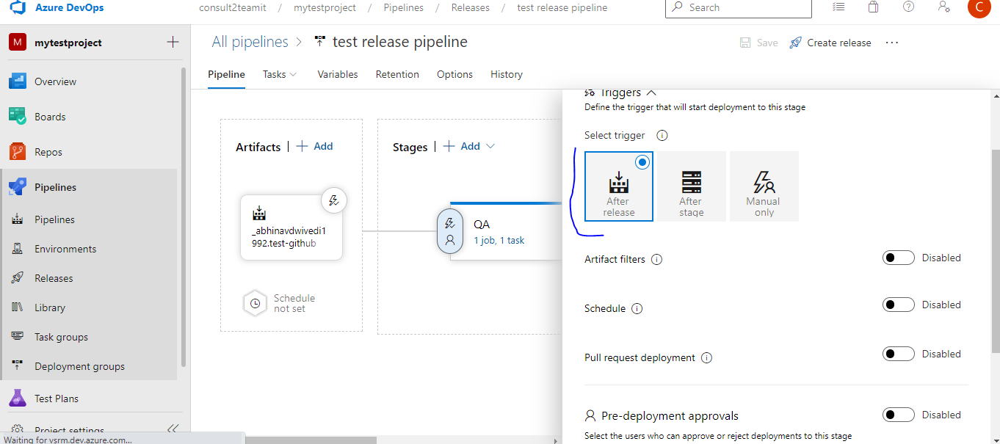 Azure DevOps
consult2teamit / mytestproject / Pipelines / Releases / test release pipeline
Search
C
M mytestproject
All pipelines > test release pipeline
Save
Create release
Pipeline Tasks Variables Retention Options History
Overview
Boards
Repos
Pipelines
Pipelines
Environments
Releases
Library
Task groups
Deployment groups
Test Plans
Project settings
Waiting for vsrm.dev.azure.com...
Artifacts | + Add
_abhinavdwivedi1
992.test-github
Schedule
not set
Stages | + Add
QA
1 job, 1 task
Triggers
Define the trigger that will start deployment to this stage
Select trigger
After
release
After
stage
Manual
only
Artifact filters
Disabled
Schedule
Disabled
Pull request deployment
Disabled
Pre-deployment approvals
Disabled
Select the users who can approve or reject deployments to this stage